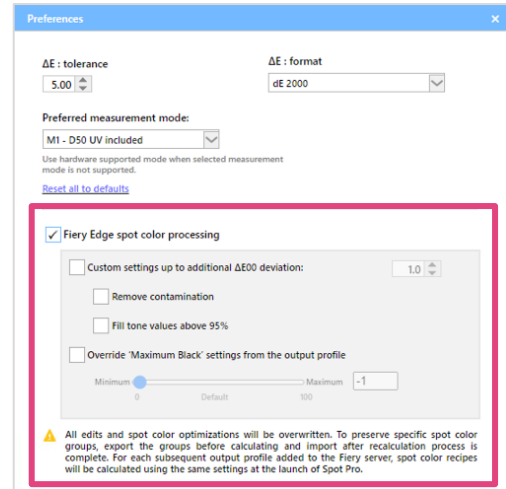 Preferences
ΔE : tolerance
ΔE : format
5.00
dE 2000
Preferred measurement mode:
M1 - D50 UV included
Use hardware supported mode when selected measurement
mode is not supported.
Reset all to defaults
Fiery Edge spot color processing
Custom settings up to additional ΔE00 deviation:
1.0
Remove contamination
Fill tone values above 95%
Override 'Maximum Black' settings from the output profile
Minimum
Maximum
-1
0
Default
100
All edits and spot color optimizations will be overwritten. To preserve specific spot color
groups, export the groups before calculating and import after recalculation process is
complete. For each subsequent output profile added to the Fiery server, spot color recipes
will be calculated using the same settings at the launch of Spot Pro.